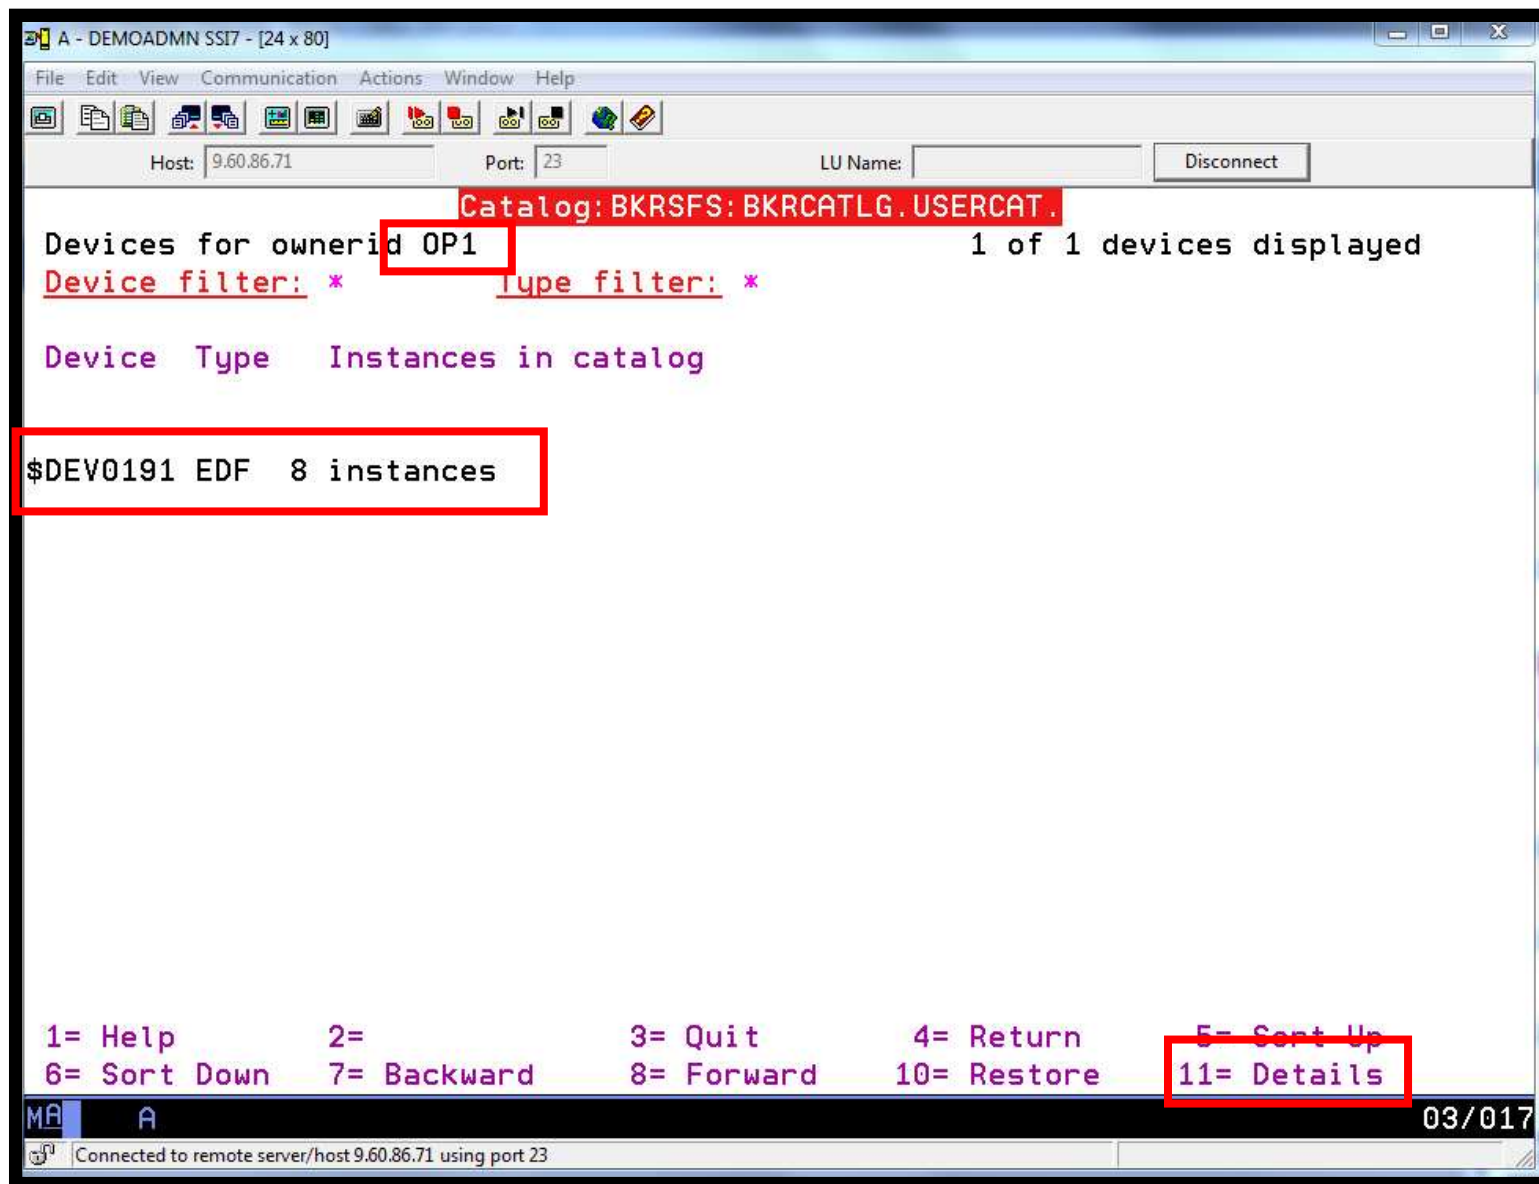 A - DEMOADMN SSI7 - [24 x 80]
File Edit View Communication Actions Window Help
Host: 9.60.86.71 Port: 23 LU Name: Disconnect
Catalog:BKRSFS:BKRCATLG.USERCAT.
Devices for ownerid OP1 1 of 1 devices displayed
Device filter: * Type filter: *
Device Type Instances in catalog
$DEV0191 EDF 8 instances
1= Help 2= 3= Quit 4= Return 5= Sort Up
6= Sort Down 7= Backward 8= Forward 10= Restore 11= Details
MA A 03/017
Connected to remote server/host 9.60.86.71 using port 23